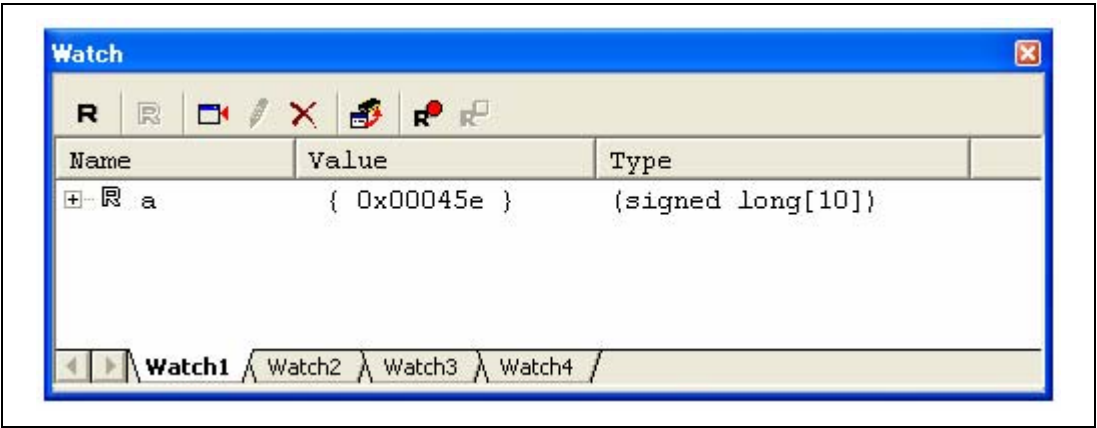 Watch
R R R R
Name Value Type
R a { 0x00045e } (signed long[10])
Watch1 Watch2 Watch3 Watch4